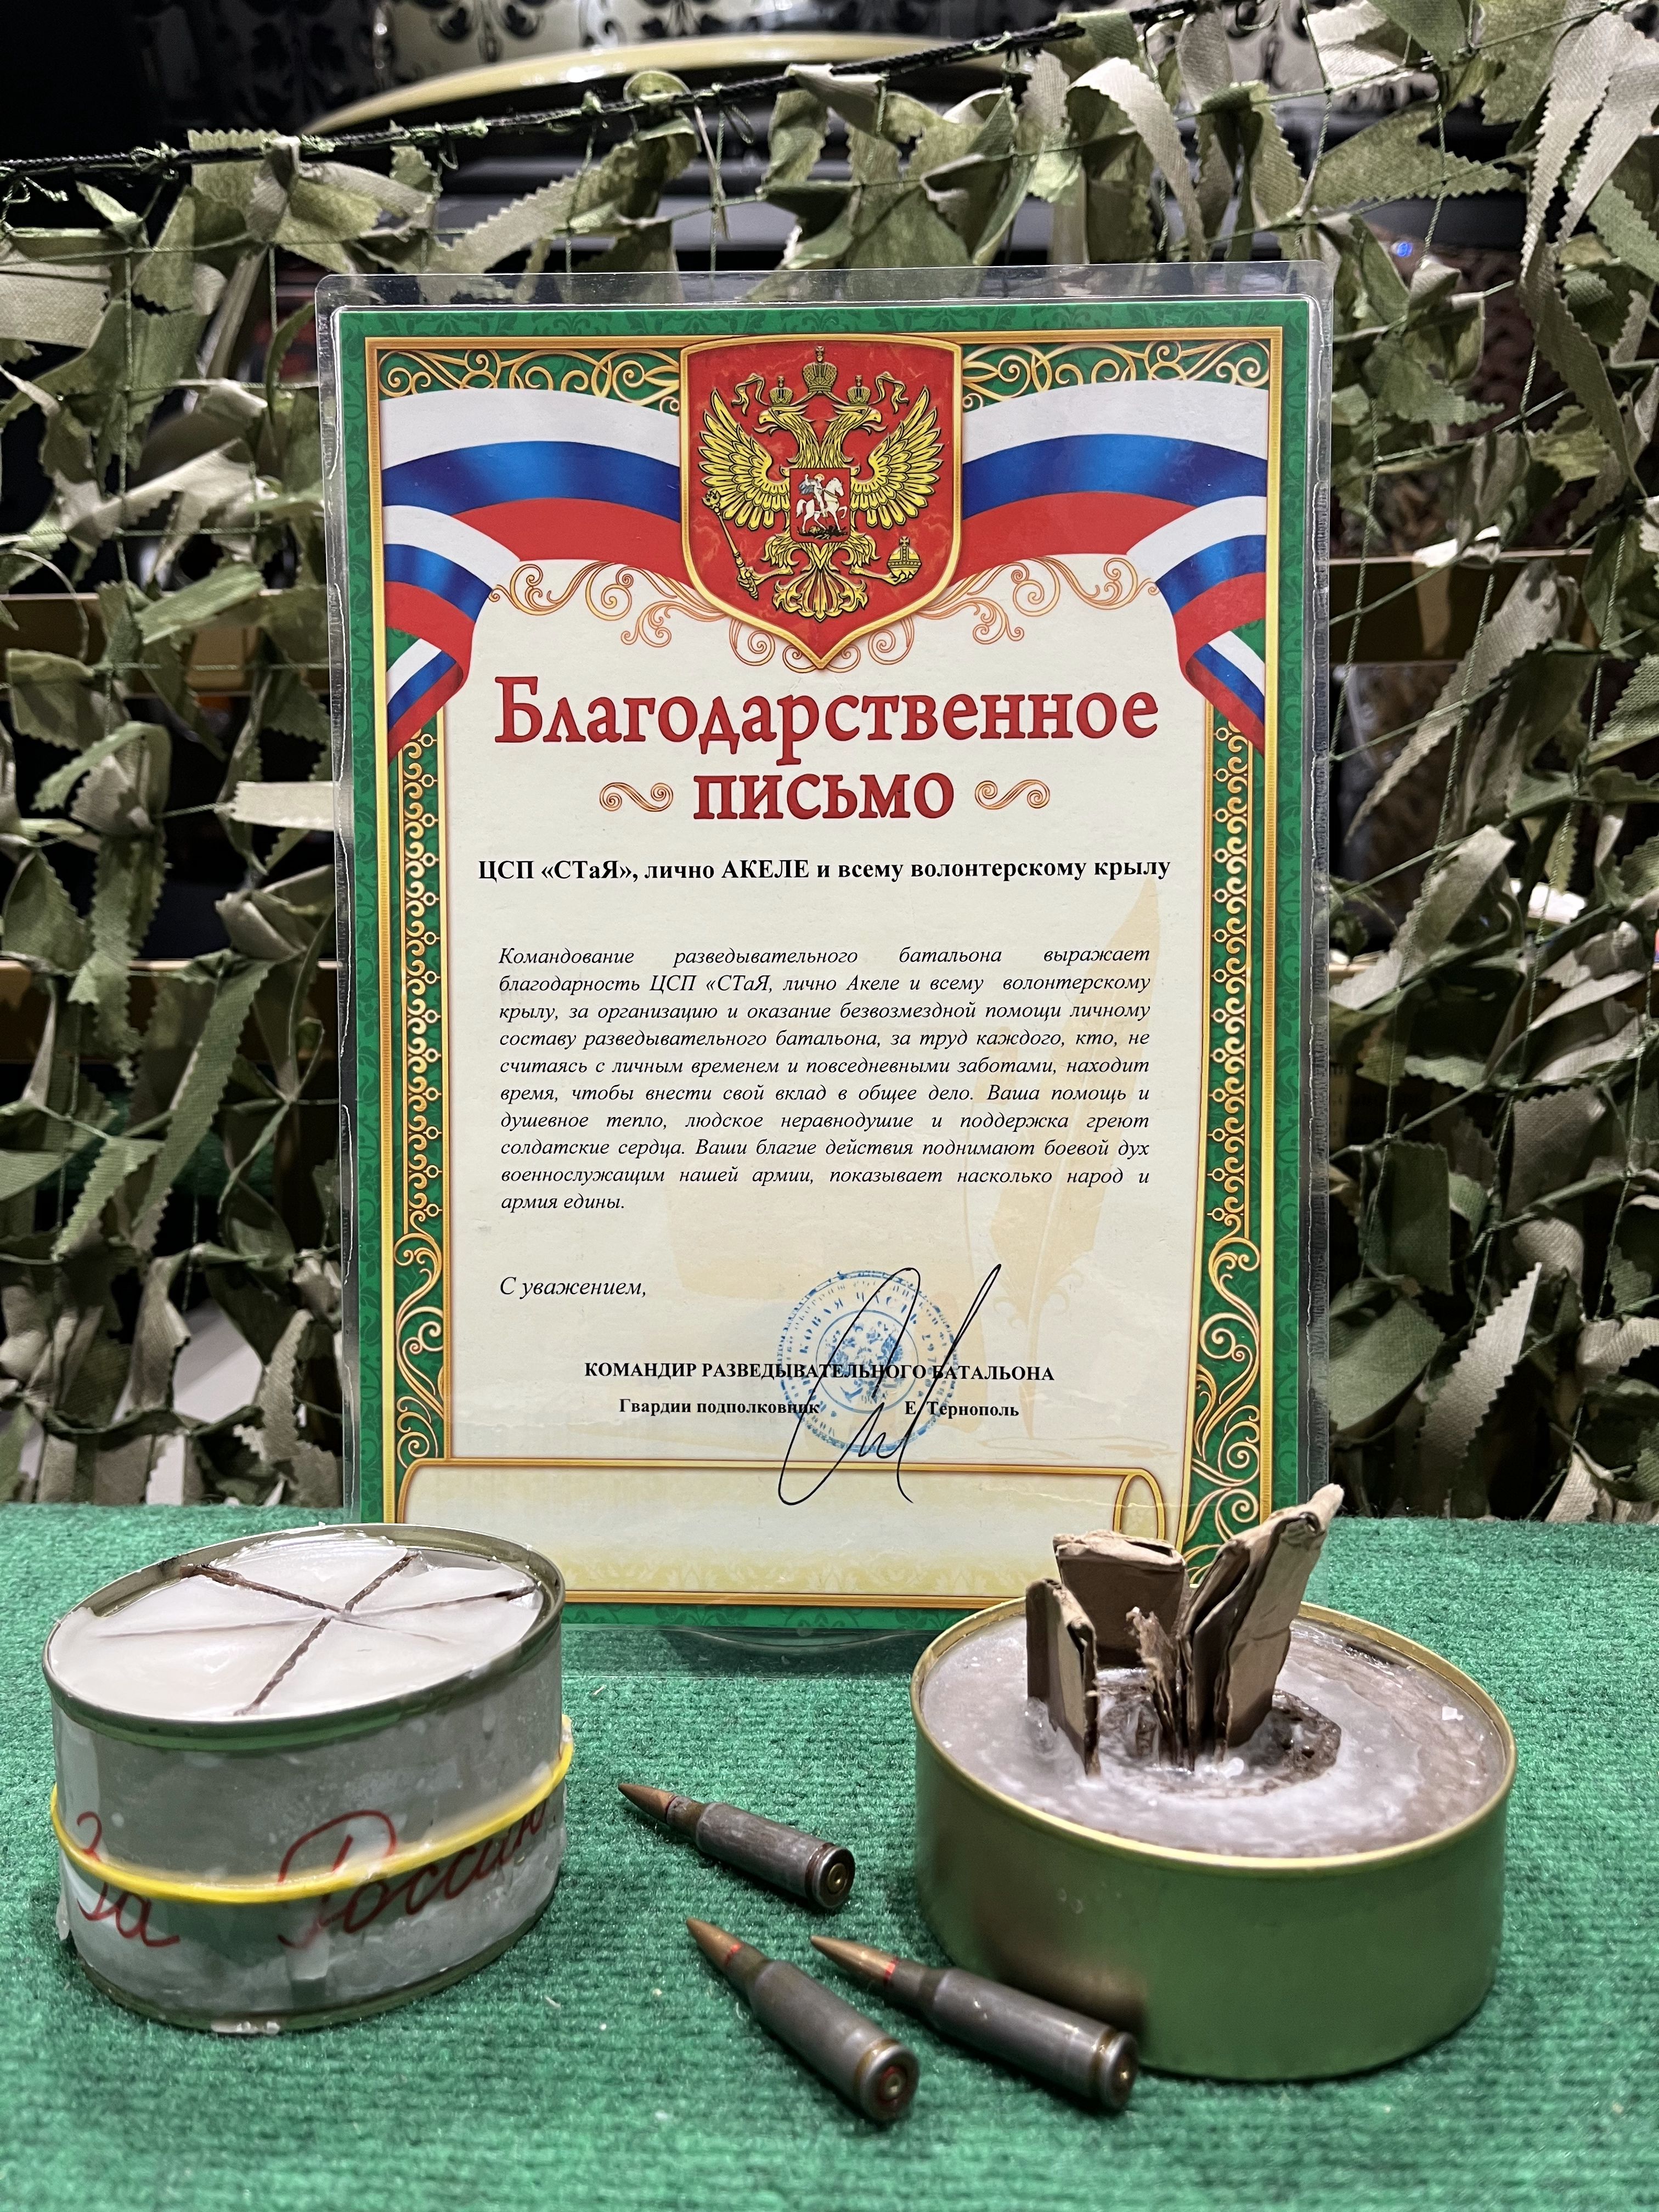 Благодарственное
письмо
ЦСП «СТаЯ», лично АКЕЛЕ и всему волонтерскому крылу
Командование разведывательного батальона выражает
благодарность ЦСП «СТаЯ, лично Акеле и всему волонтерскому
крылу, за организацию и оказание безвозмездной помощи личному
составу разведывательного батальона, за труд каждого, кто, не
считаясь с личным временем и повседневными заботами, находит
время, чтобы внести свой вклад в общее дело. Ваша помощь и
душевное тепло, людское неравнодушие и поддержка греют
солдатские сердца. Ваши благие действия поднимают боевой дух
военнослужащим нашей армии, показывает насколько народ и
армия едины.
С уважением,
КОМАНДИР РАЗВЕДЫВАТЕЛЬНОГО БАТАЛЬОНА
Гвардии подполковник Е. Тернополь
За Россию